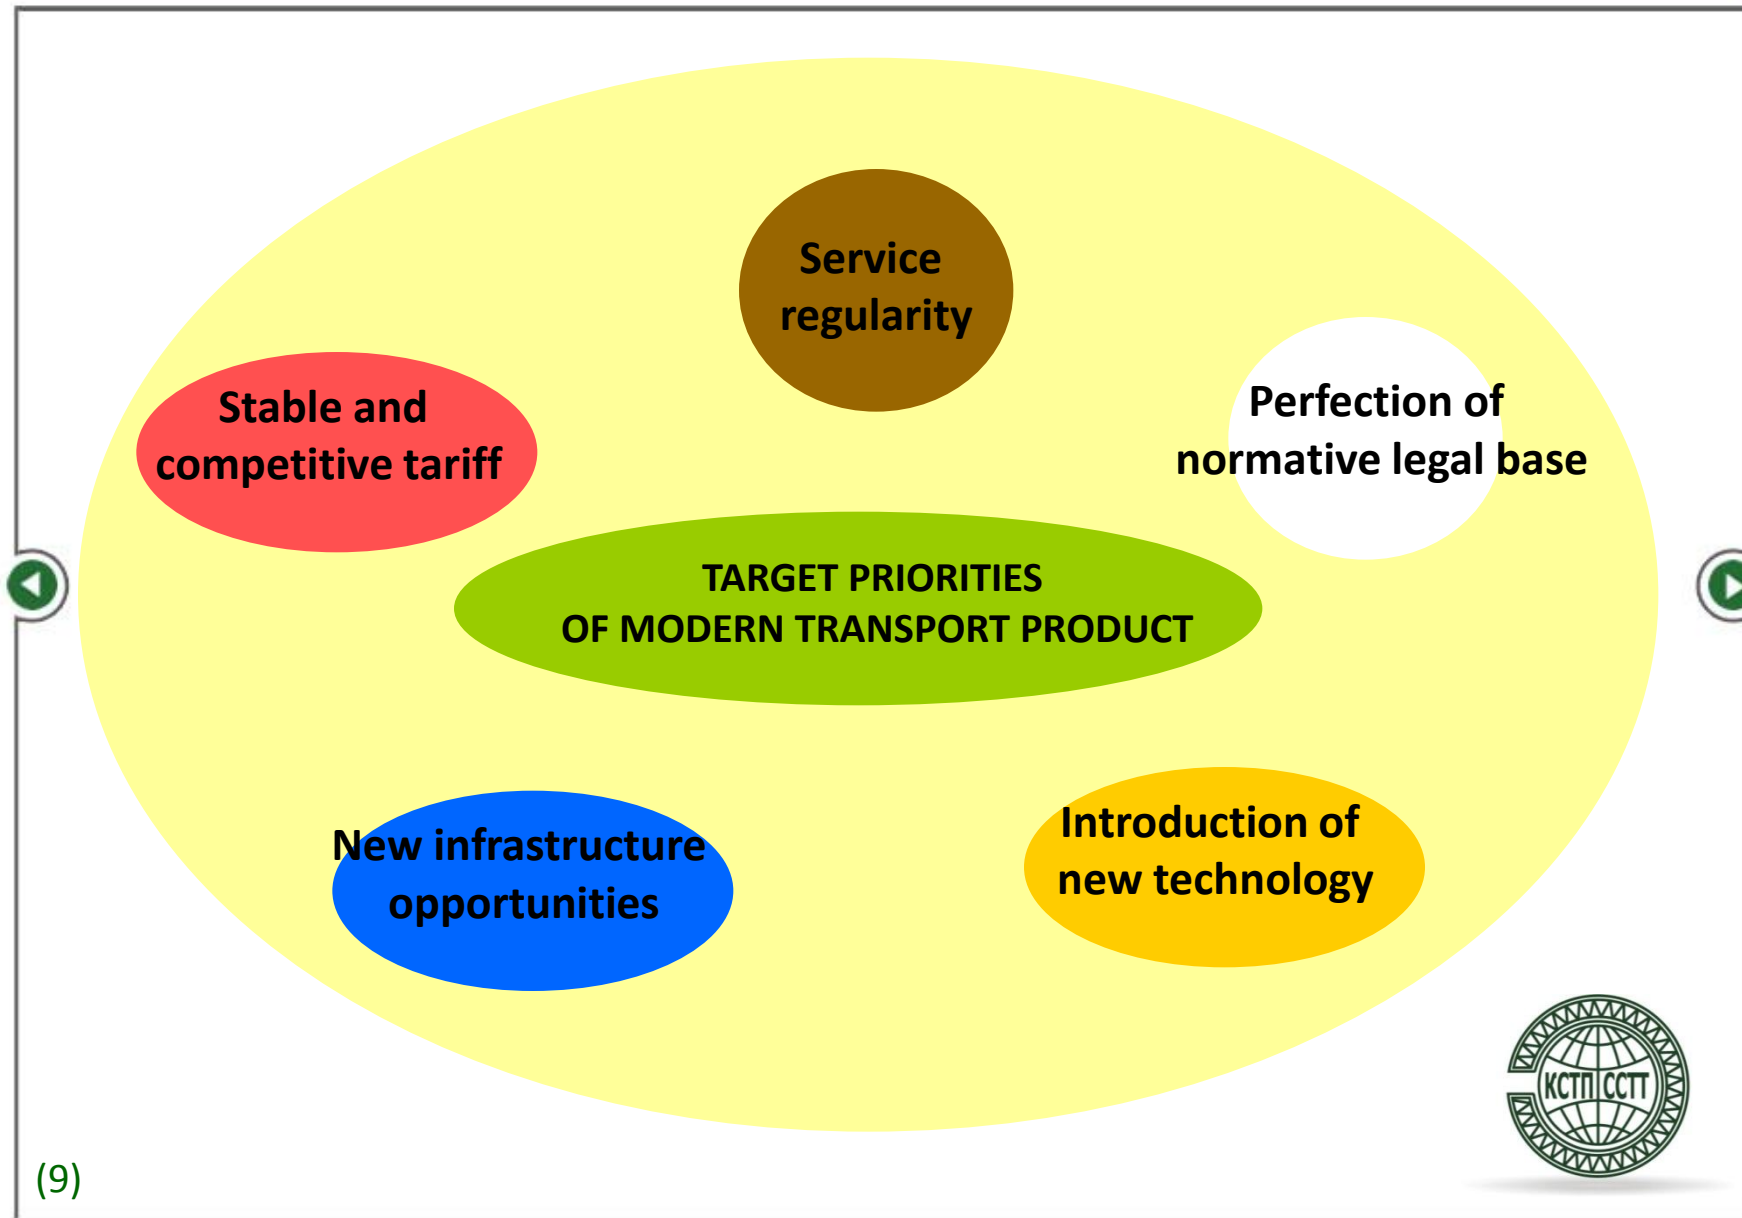 Service
regularity
Stable and
competitive tariff
Perfection of
normative legal base
TARGET PRIORITIES
OF MODERN TRANSPORT PRODUCT
New infrastructure
opportunities
Introduction of
new technology
КСТП CCTT
(9)